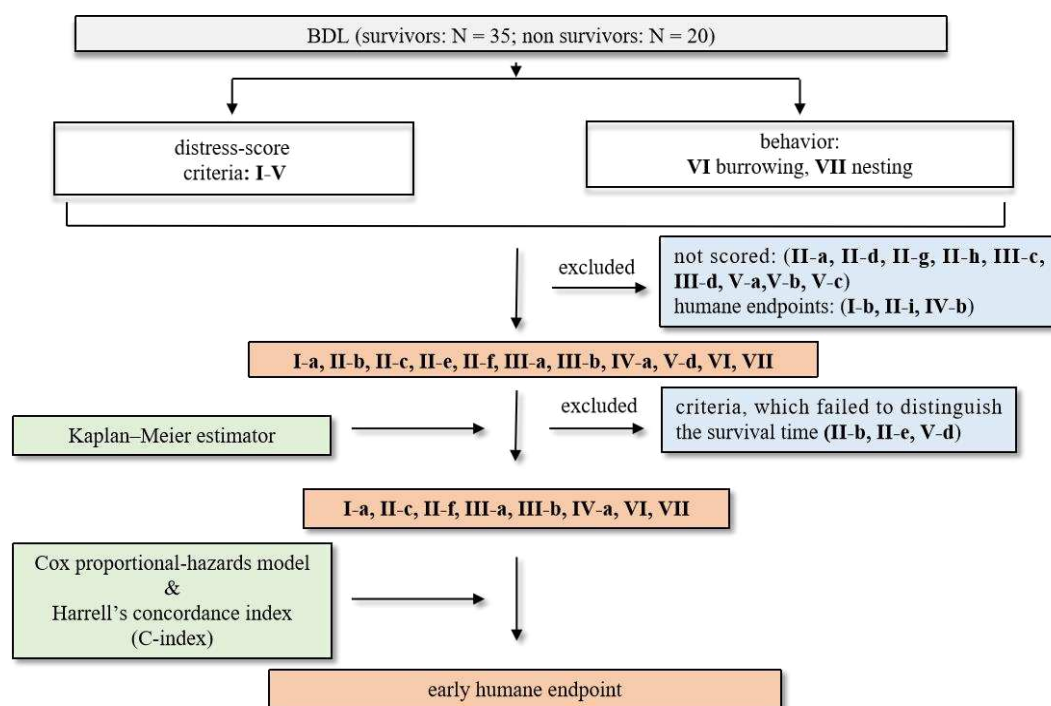 BDL (survivors: N = 35; non survivors: N = 20)
distress-score
criteria: I-V
behavior:
VI burrowing, VII nesting
excluded
not scored: (II-a, II-d, II-g, II-h, III-c,
III-d, V-a,V-b, V-c)
humane endpoints: (I-b, II-i, IV-b)
I-a, II-b, II-c, II-e, II-f, III-a, III-b, IV-a, V-d, VI, VII
Kaplan–Meier estimator
excluded
criteria, which failed to distinguish
the survival time (II-b, II-e, V-d)
I-a, II-c, II-f, III-a, III-b, IV-a, VI, VII
Cox proportional-hazards model
&
Harrell’s concordance index
(C-index)
early humane endpoint